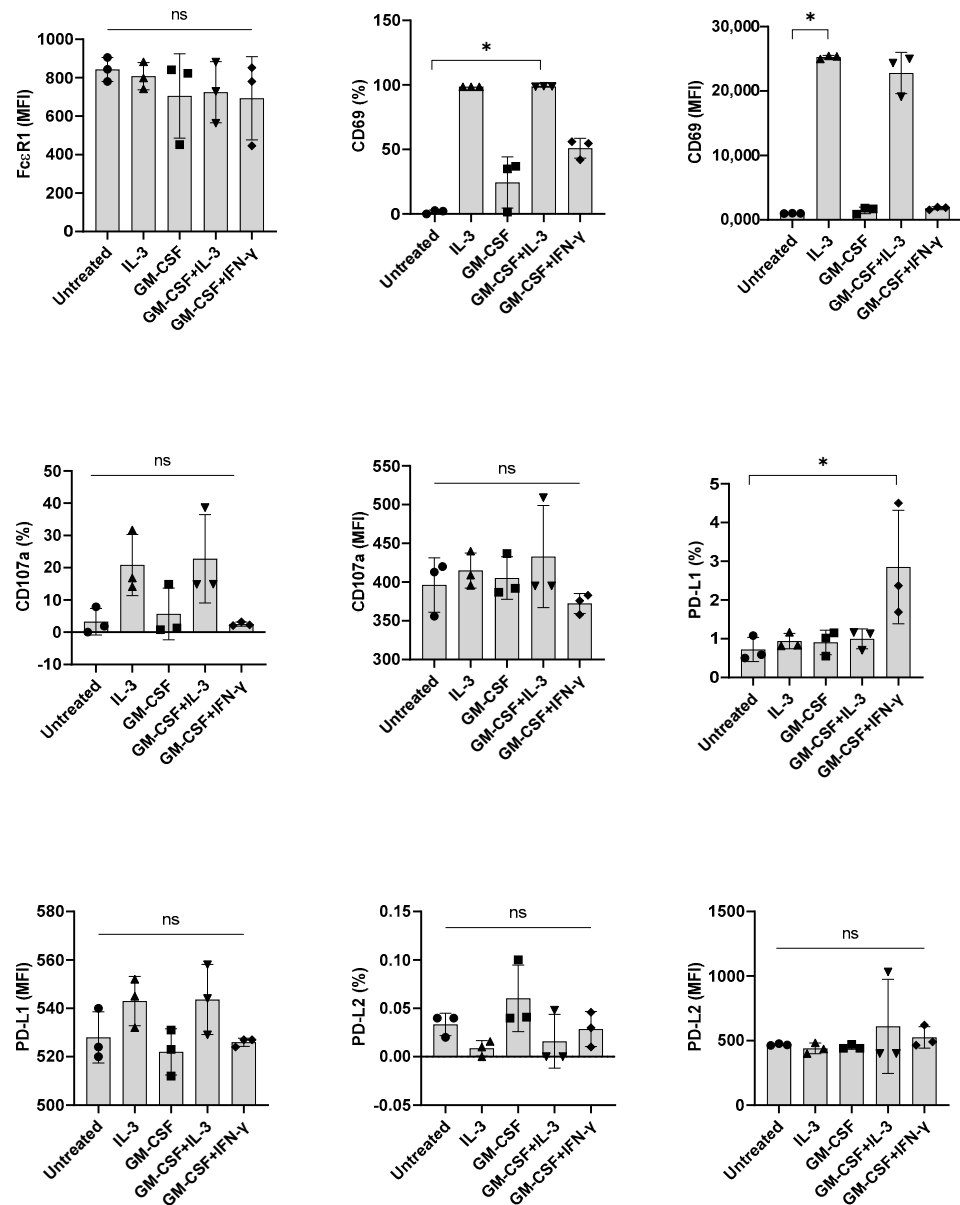 ns
1000
800
600
400
200
0
FcεR1 (MFI)
Untreated
IL-3
GM-CSF
GM-CSF+IL-3
GM-CSF+IFN-γ
*
150
100
50
0
CD69 (%)
Untreated
IL-3
GM-CSF
GM-CSF+IL-3
GM-CSF+IFN-γ
*
30,000
20,000
10,000
0,000
CD69 (MFI)
Untreated
IL-3
GM-CSF
GM-CSF+IL-3
GM-CSF+IFN-γ
ns
50
40
30
20
10
0
-10
CD107a (%)
Untreated
IL-3
GM-CSF
GM-CSF+IL-3
GM-CSF+IFN-γ
ns
550
500
450
400
350
300
CD107a (MFI)
Untreated
IL-3
GM-CSF
GM-CSF+IL-3
GM-CSF+IFN-γ
*
5
4
3
2
1
0
PD-L1 (%)
Untreated
IL-3
GM-CSF
GM-CSF+IL-3
GM-CSF+IFN-γ
ns
580
560
540
520
500
PD-L1 (MFI)
Untreated
IL-3
GM-CSF
GM-CSF+IL-3
GM-CSF+IFN-γ
ns
0.15
0.10
0.05
0.00
-0.05
PD-L2 (%)
Untreated
IL-3
GM-CSF
GM-CSF+IL-3
GM-CSF+IFN-γ
ns
1500
1000
500
0
PD-L2 (MFI)
Untreated
IL-3
GM-CSF
GM-CSF+IL-3
GM-CSF+IFN-γ